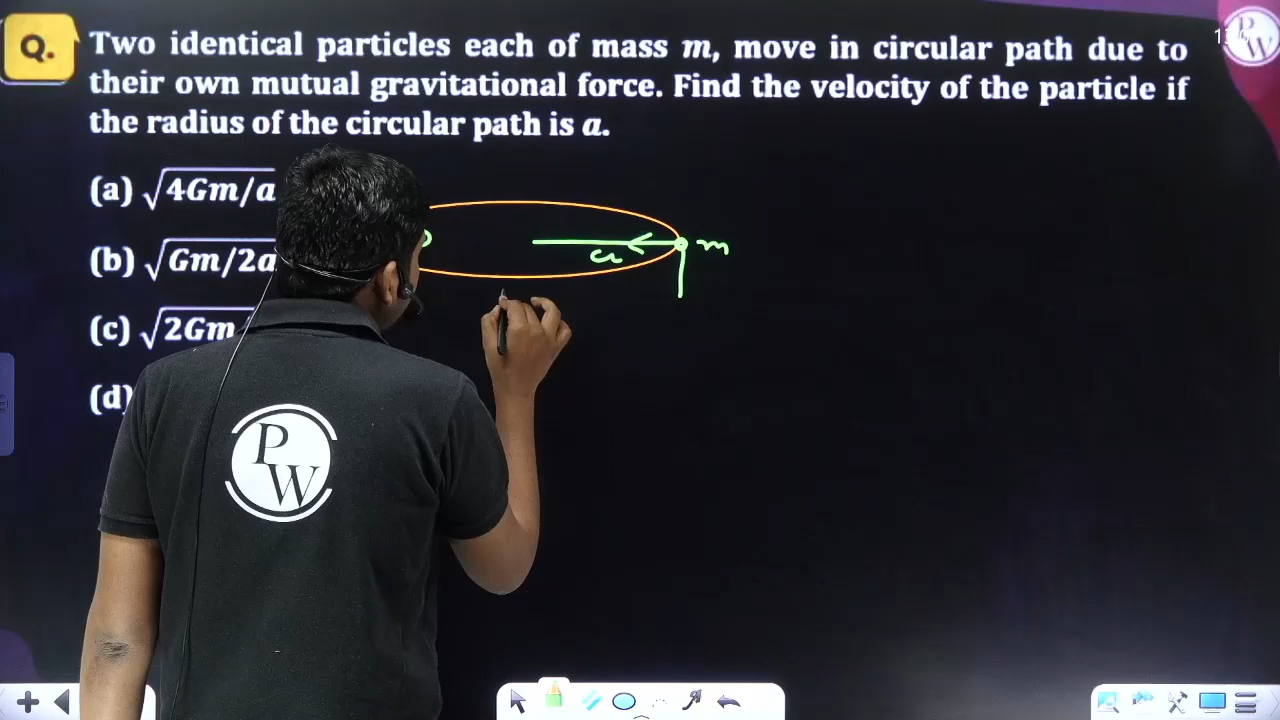 Q.
Two identical particles each of mass m, move in circular path due to
their own mutual gravitational force. Find the velocity of the particle if
the radius of the circular path is a.
(a) √4Gm/a
(b) √Gm/2a
(c) √2Gm
(d)
m
a
P
W
PW